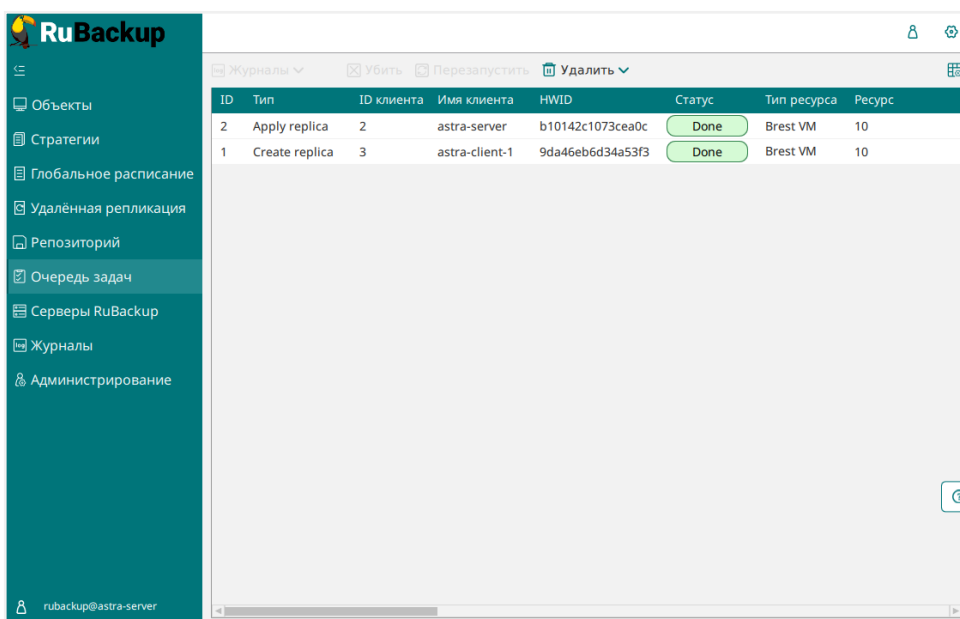 RuBackup
Журналы Убить Перезапустить Удалить
Объекты
Стратегии
Глобальное расписание
Удалённая репликация
Репозиторий
Очередь задач
Серверы RuBackup
Журналы
Администрирование
rubackup@astra-server
ID Тип ID клиента Имя клиента HWID Статус Тип ресурса Ресурс
2 Apply replica 2 astra-server b10142c1073cea0c Done Brest VM 10
1 Create replica 3 astra-client-1 9da46eb6d34a53f3 Done Brest VM 10